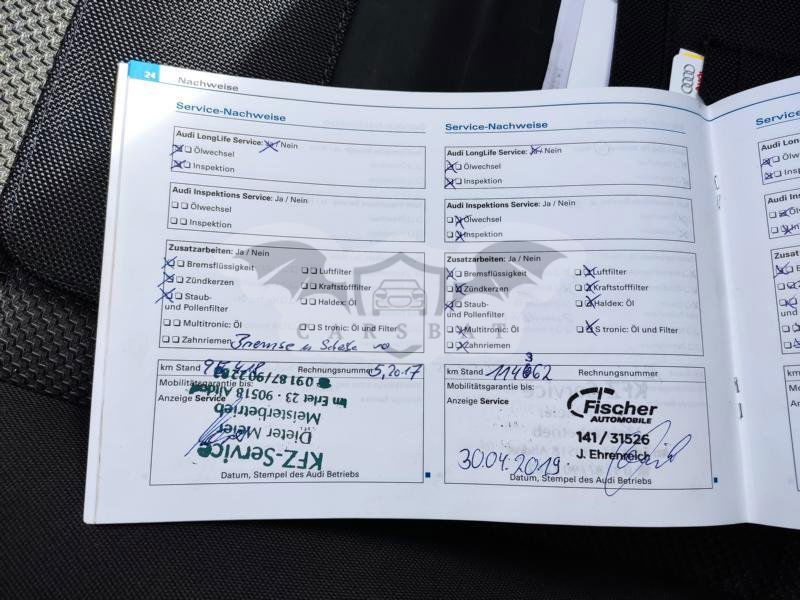 24
Nachweise
Service-Nachweise
Audi LongLife Service: Ja / Nein
Ölwechsel
Inspektion
Audi Inspektions Service: Ja / Nein
Ölwechsel
Inspektion
Zusatzarbeiten: Ja / Nein
Bremsflüssigkeit
Luftfilter
Zündkerzen
Kraftstofffilter
Staub-
und Pollenfilter
Haldex: Öl
Multitronic: Öl
S tronic: Öl und Filter
Zahnriemen
km Stand
Rechnungsnummer 5,2017
Mobilitätsgarantie bis:
Anzeige Service
KFZ-Service
Dieter Meier
Meisterbetrieb
Datum, Stempel des Audi Betriebs
Service-Nachweise
Audi LongLife Service: Ja / Nein
Ölwechsel
Inspektion
Audi Inspektions Service: Ja / Nein
Ölwechsel
Inspektion
Zusatzarbeiten: Ja / Nein
Bremsflüssigkeit
Luftfilter
Zündkerzen
Kraftstofffilter
Staub-
und Pollenfilter
Haldex: Öl
Multitronic: Öl
S tronic: Öl und Filter
Zahnriemen
km Stand
Rechnungsnummer
Mobilitätsgarantie bis:
Anzeige Service
Fischer
AUTOMOBILE
141 / 31526
J. Ehrenreich
30.04.2019
Datum, Stempel des Audi Betriebs
CARSBAT
Audi